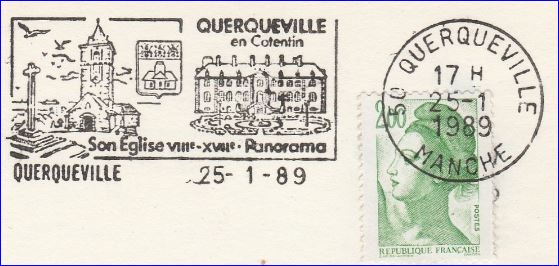 QUERQUEVILLE
en Cotentin
Son Eglise VIIIe-XVIIe - Panorama
QUERQUEVILLE
25-1-89
50 QUERQUEVILLE
17 H
25-1
1989
MANCHE
2,00
POSTES
REPUBLIQUE FRANÇAISE